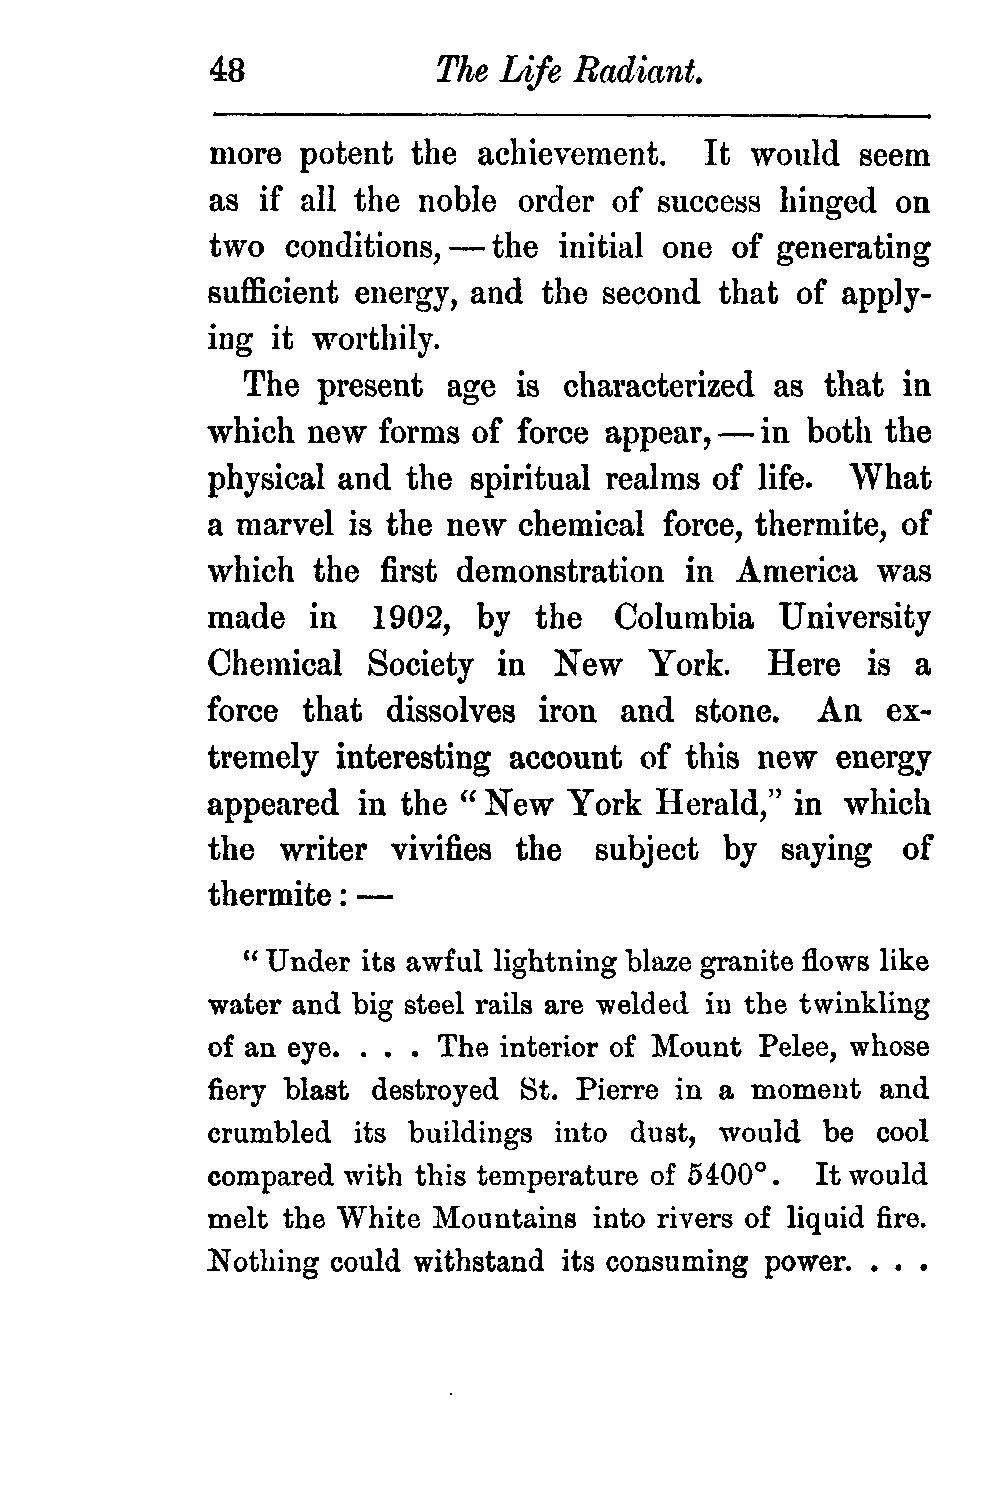 48 The Life Radiant.
more potent the achievement. It would seem
as if all the noble order of success hinged on
two conditions, — the initial one of generating
sufficient energy, and the second that of apply-
ing it worthily.
The present age is characterized as that in
which new forms of force appear, — in both the
physical and the spiritual realms of life. What
a marvel is the new chemical force, thermite, of
which the first demonstration in America was
made in 1902, by the Columbia University
Chemical Society in New York. Here is a
force that dissolves iron and stone. An ex-
tremely interesting account of this new energy
appeared in the “New York Herald,” in which
the writer vivifies the subject by saying of
thermite: —
“Under its awful lightning blaze granite flows like
water and big steel rails are welded in the twinkling
of an eye. . . . The interior of Mount Pelee, whose
fiery blast destroyed St. Pierre in a moment and
crumbled its buildings into dust, would be cool
compared with this temperature of 5400°. It would
melt the White Mountains into rivers of liquid fire.
Nothing could withstand its consuming power. . . .